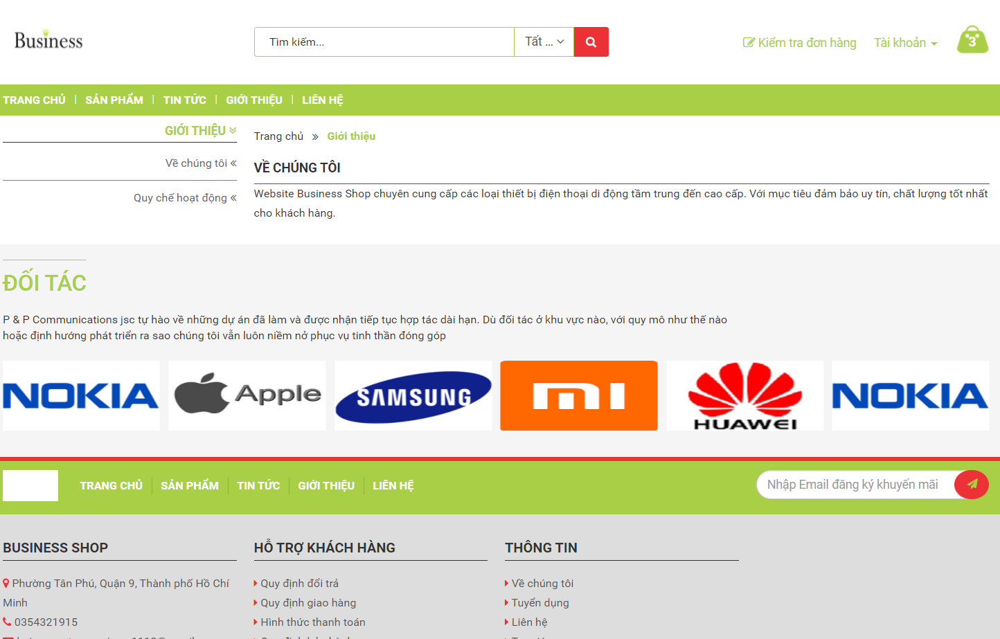 Business
Tìm kiếm...
Tất ...
Kiểm tra đơn hàng
Tài khoản
3
TRANG CHỦ
SẢN PHẨM
TIN TỨC
GIỚI THIỆU
LIÊN HỆ
GIỚI THIỆU
Về chúng tôi
Quy chế hoạt động
Trang chủ » Giới thiệu
VỀ CHÚNG TÔI
Website Business Shop chuyên cung cấp các loại thiết bị điện thoại di động tầm trung đến cao cấp. Với mục tiêu đảm bảo uy tín, chất lượng tốt nhất
cho khách hàng.
ĐỐI TÁC
P & P Communications jsc tự hào về những dự án đã làm và được nhận tiếp tục hợp tác dài hạn. Dù đối tác ở khu vực nào, với quy mô như thế nào
hoặc định hướng phát triển ra sao chúng tôi vẫn luôn niềm nở phục vụ tinh thần đóng góp
NOKIA
Apple
SAMSUNG
MI
HUAWEI
NOKIA
TRANG CHỦ
SẢN PHẨM
TIN TỨC
GIỚI THIỆU
LIÊN HỆ
Nhập Email đăng ký khuyến mãi
BUSINESS SHOP
Phường Tân Phú, Quận 9, Thành phố Hồ Chí
Minh
0354321915
HỖ TRỢ KHÁCH HÀNG
Quy định đổi trả
Quy định giao hàng
Hình thức thanh toán
THÔNG TIN
Về chúng tôi
Tuyển dụng
Liên hệ